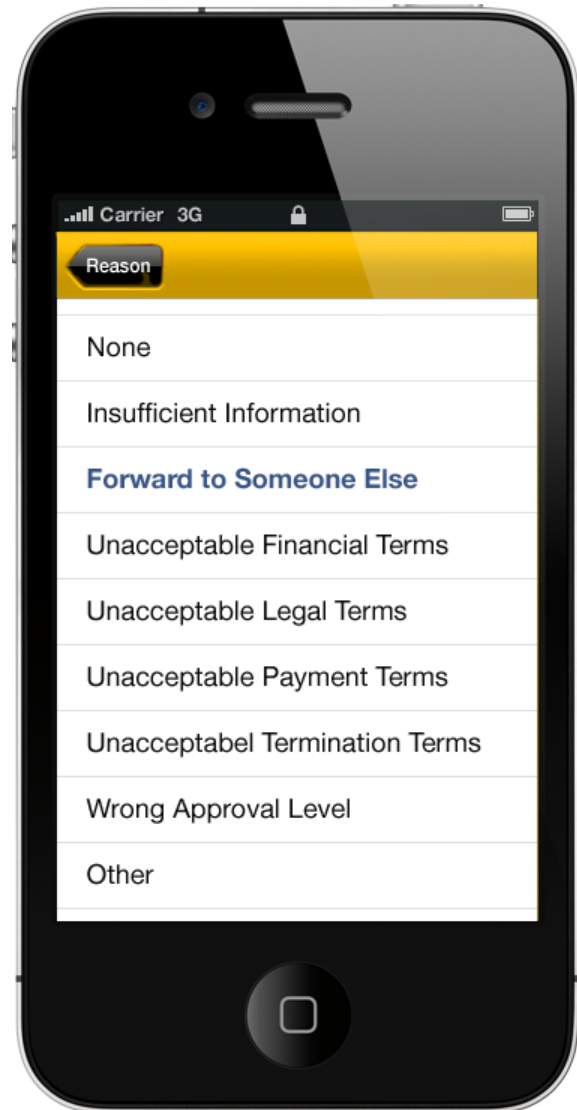 Carrier 3G
Reason
None
Insufficient Information
Forward to Someone Else
Unacceptable Financial Terms
Unacceptable Legal Terms
Unacceptable Payment Terms
Unacceptabel Termination Terms
Wrong Approval Level
Other